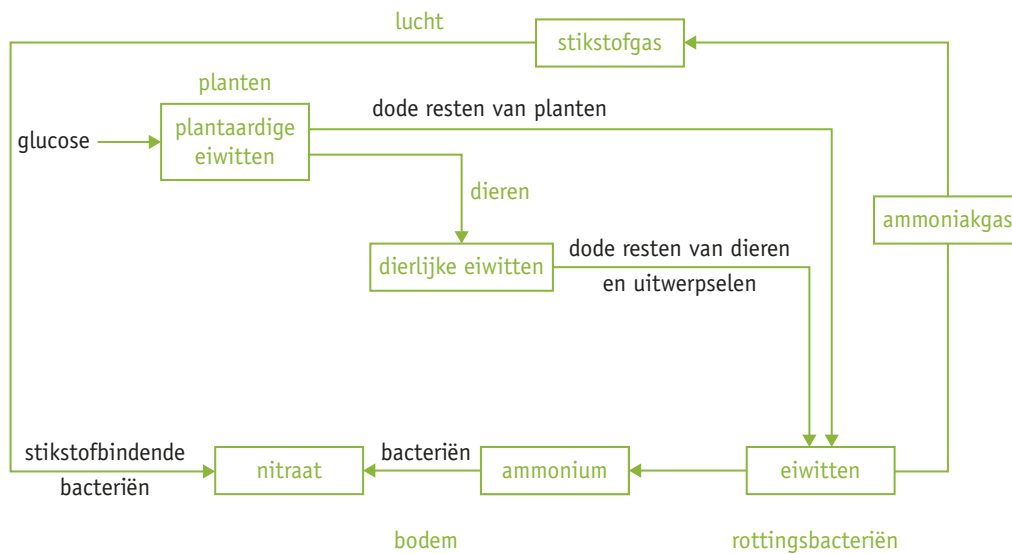 lucht
stikstofgas
planten
dode resten van planten
glucose
plantaardige
eiwitten
dieren
ammoniakgas
dierlijke eiwitten
dode resten van dieren
en uitwerpselen
stikstofbindende
bacteriën
nitraat
bacteriën
ammonium
eiwitten
bodem
rottingsbacteriën